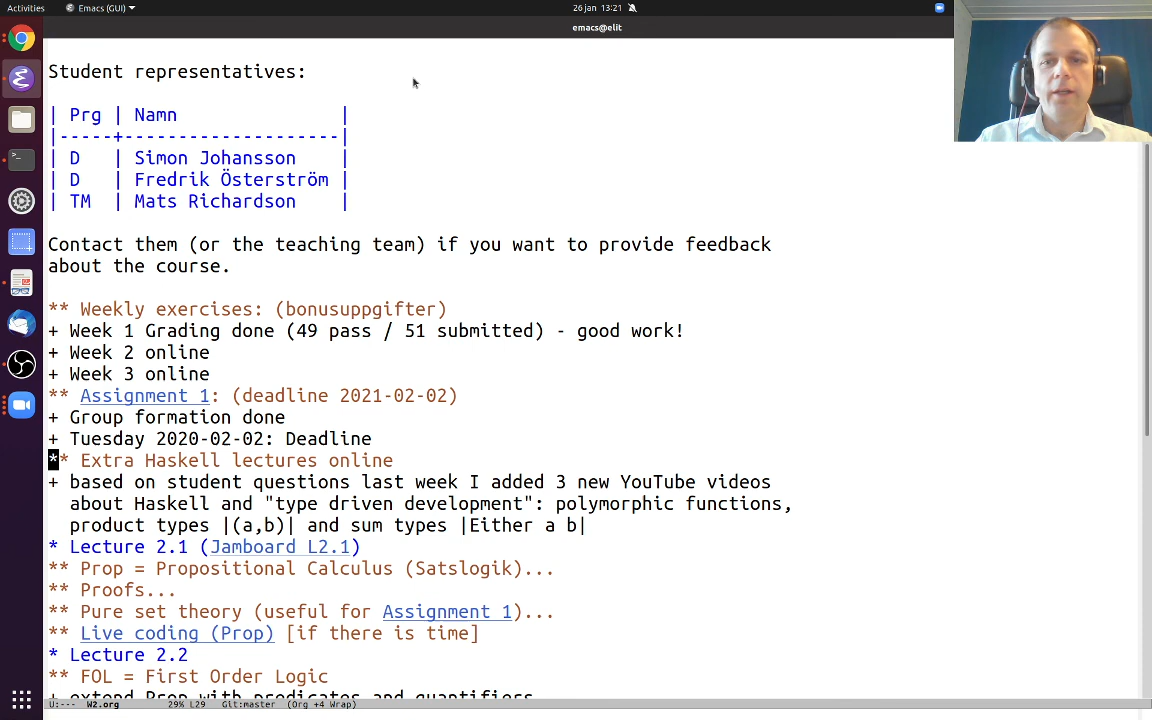 Activities
Emacs (GUI)
26 jan 13:21
emacs@elit
Student representatives:
| Prg | Namn |
|-----+---------------------|
| D | Simon Johansson |
| D | Fredrik Österström |
| TM | Mats Richardson |
Contact them (or the teaching team) if you want to provide feedback
about the course.
** Weekly exercises: (bonusuppgifter)
+ Week 1 Grading done (49 pass / 51 submitted) - good work!
+ Week 2 online
+ Week 3 online
** Assignment 1: (deadline 2021-02-02)
+ Group formation done
+ Tuesday 2020-02-02: Deadline
** Extra Haskell lectures online
+ based on student questions last week I added 3 new YouTube videos
about Haskell and "type driven development": polymorphic functions,
product types |(a,b)| and sum types |Either a b|
* Lecture 2.1 (Jamboard L2.1)
** Prop = Propositional Calculus (Satslogik)...
** Proofs...
** Pure set theory (useful for Assignment 1)...
** Live coding (Prop) [if there is time]
* Lecture 2.2
** FOL = First Order Logic
+ extend Prop with predicates and quantifiers
U:--- W2.org 29% L29 Git:master (Org +4 Wrap)